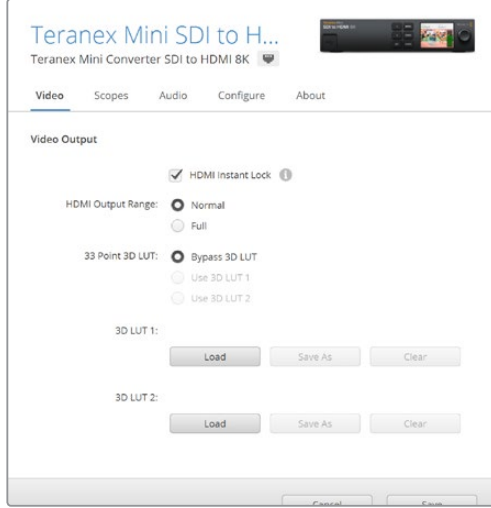 Teranex Mini SDI to H...
Teranex Mini Converter SDI to HDMI 8K
Video Scopes Audio Configure About
Video Output
HDMI Instant Lock
HDMI Output Range: Normal
Full
33 Point 3D LUT: Bypass 3D LUT
Use 3D LUT 1
Use 3D LUT 2
3D LUT 1:
Load Save As Clear
3D LUT 2:
Load Save As Clear
Cancel Save